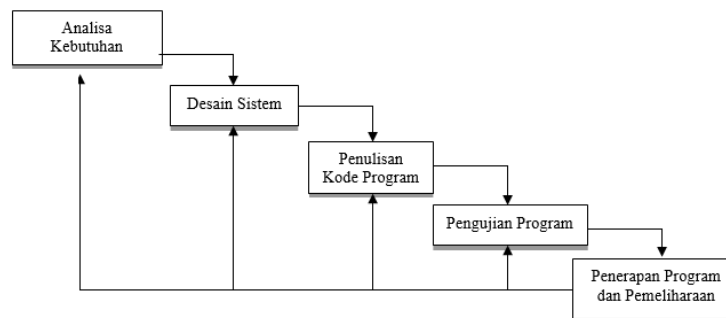 Analisa
Kebutuhan
Desain Sistem
Penulisan
Kode Program
Pengujian Program
Penerapan Program
dan Pemeliharaan